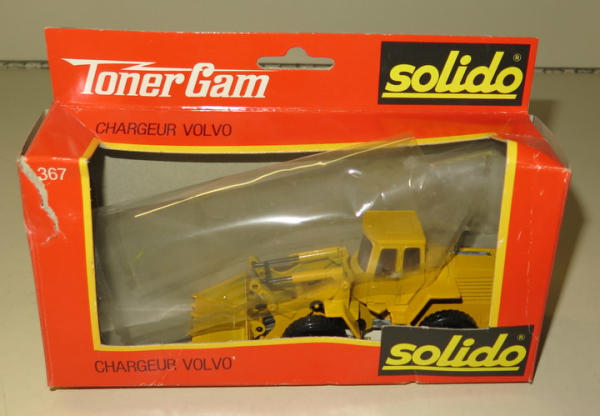 Toner Gam
solido®
CHARGEUR VOLVO
367
CHARGEUR VOLVO
solido®